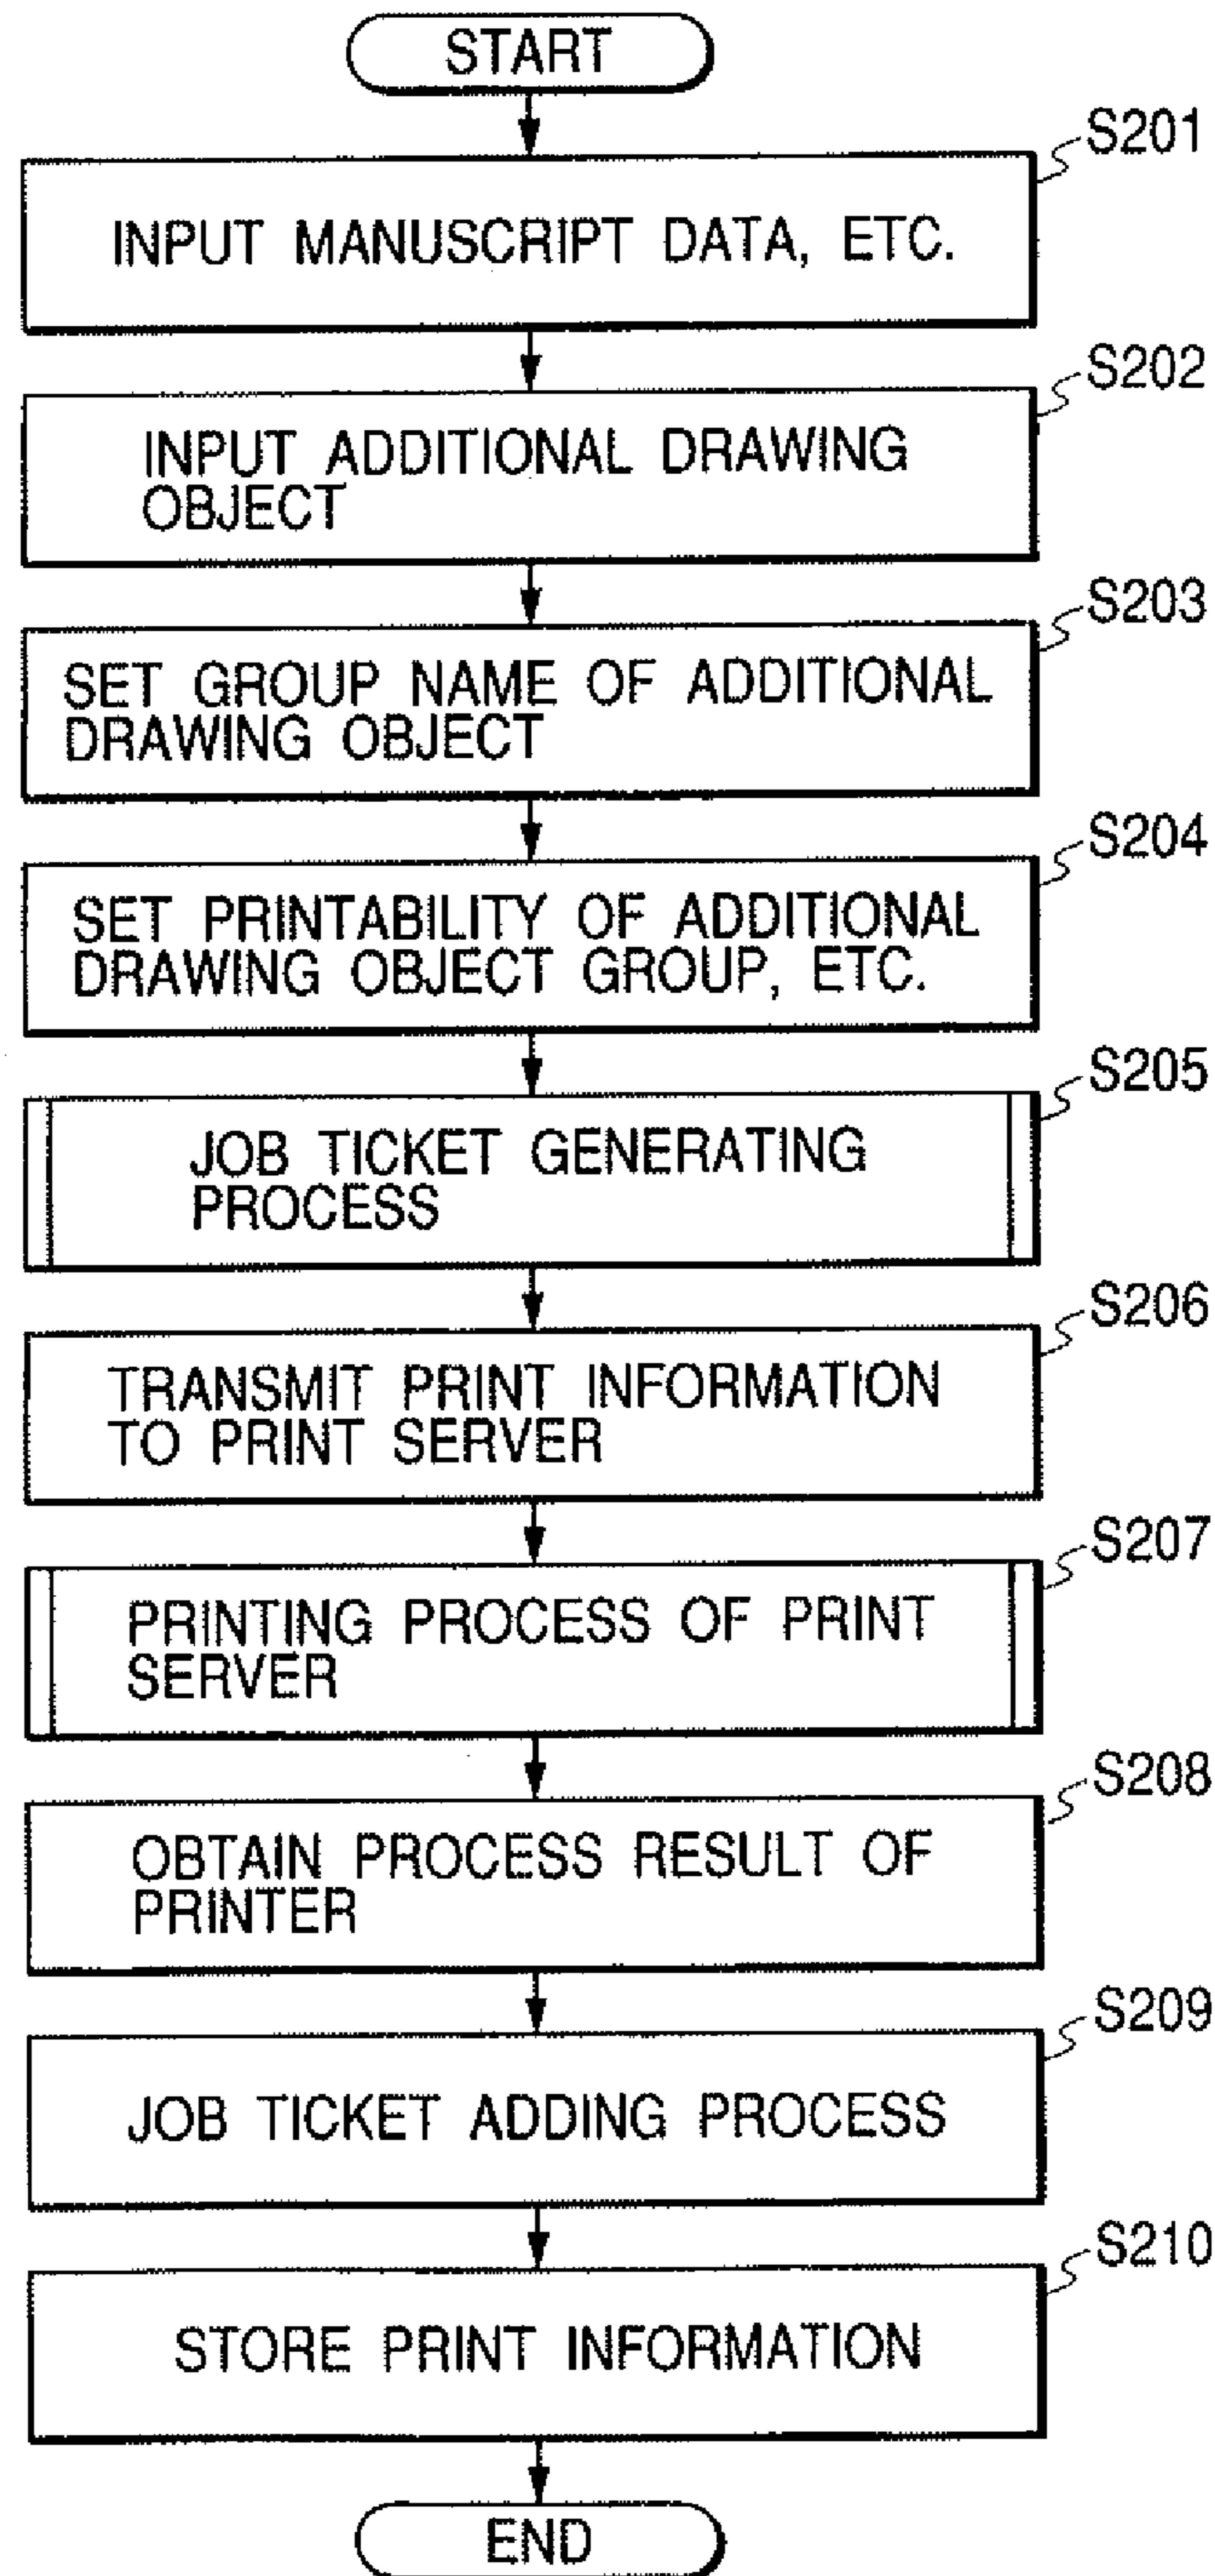 START
S201
INPUT MANUSCRIPT DATA, ETC.
S202
INPUT ADDITIONAL DRAWING
OBJECT
S203
SET GROUP NAME OF ADDITIONAL
DRAWING OBJECT
S204
SET PRINTABILITY OF ADDITIONAL
DRAWING OBJECT GROUP, ETC.
S205
JOB TICKET GENERATING
PROCESS
S206
TRANSMIT PRINT INFORMATION
TO PRINT SERVER
S207
PRINTING PROCESS OF PRINT
SERVER
S208
OBTAIN PROCESS RESULT OF
PRINTER
S209
JOB TICKET ADDING PROCESS
S210
STORE PRINT INFORMATION
END